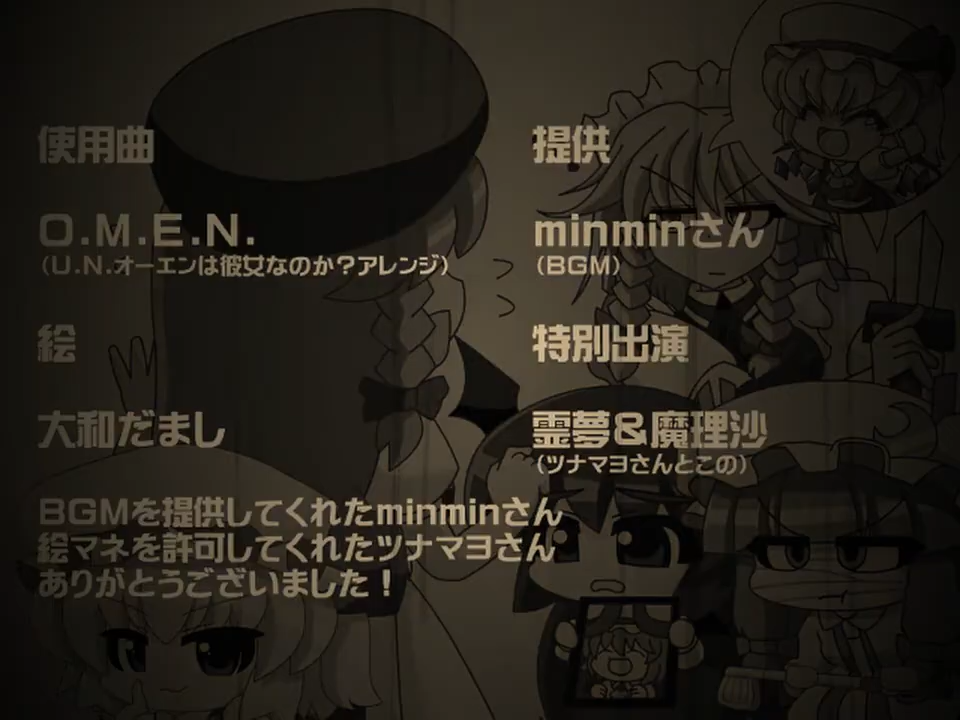 使用曲
O.M.E.N.
(U.N.オーエンは彼女なのか?アレンジ)
絵
大和だまし
提供
minminさん
(BGM)
特別出演
霊夢&魔理沙
(ツナマヨさんとこの)
BGMを提供してくれたminminさん
絵マネを許可してくれたツナマヨさん
ありがとうございました!